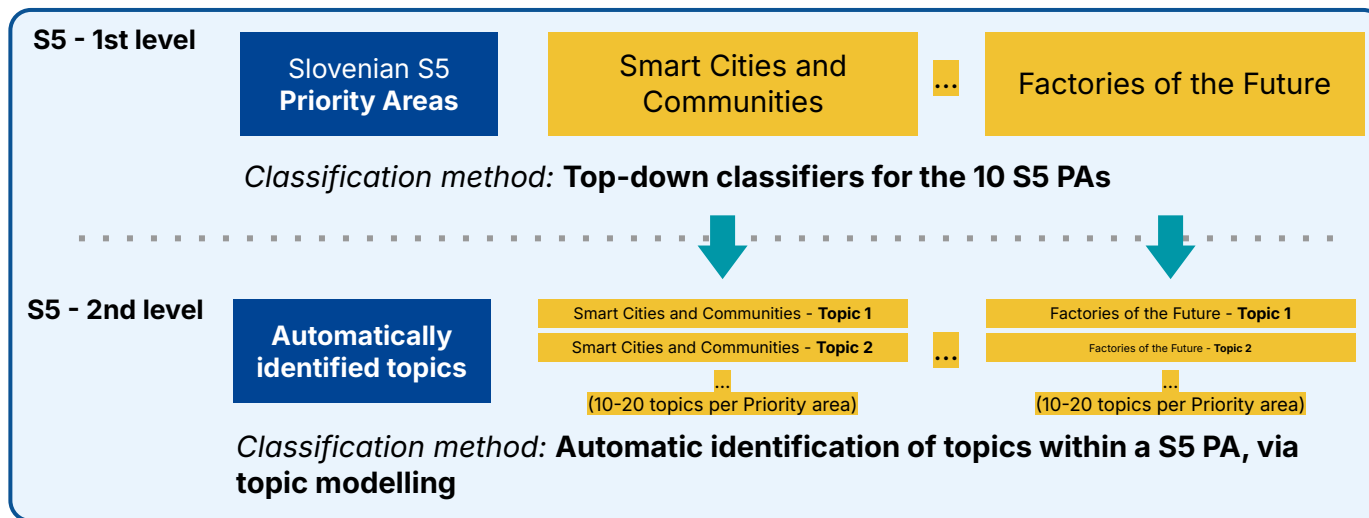 S5 - 1st level
Slovenian S5
Priority Areas
Smart Cities and
Communities
...
Factories of the Future
Classification method: Top-down classifiers for the 10 S5 PAs
S5 - 2nd level
Automatically
identified topics
Smart Cities and Communities - Topic 1
Smart Cities and Communities - Topic 2
...
(10-20 topics per Priority area)
...
Factories of the Future - Topic 1
Factories of the Future - Topic 2
...
(10-20 topics per Priority area)
Classification method: Automatic identification of topics within a S5 PA, via
topic modelling